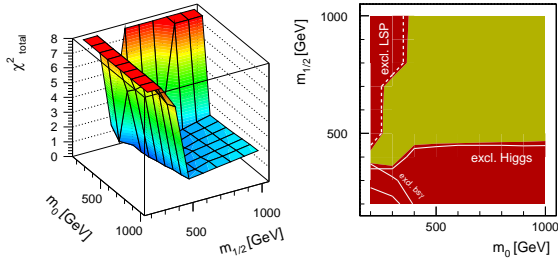 χ² total
8
7
6
5
4
3
2
1
0
500
1000
m₀ [GeV]
500
1000
m₁/₂ [GeV]
m₁/₂ [GeV]
1000
500
excl. LSP
excl. Higgs
excl. bsγ
500
1000
m₀ [GeV]